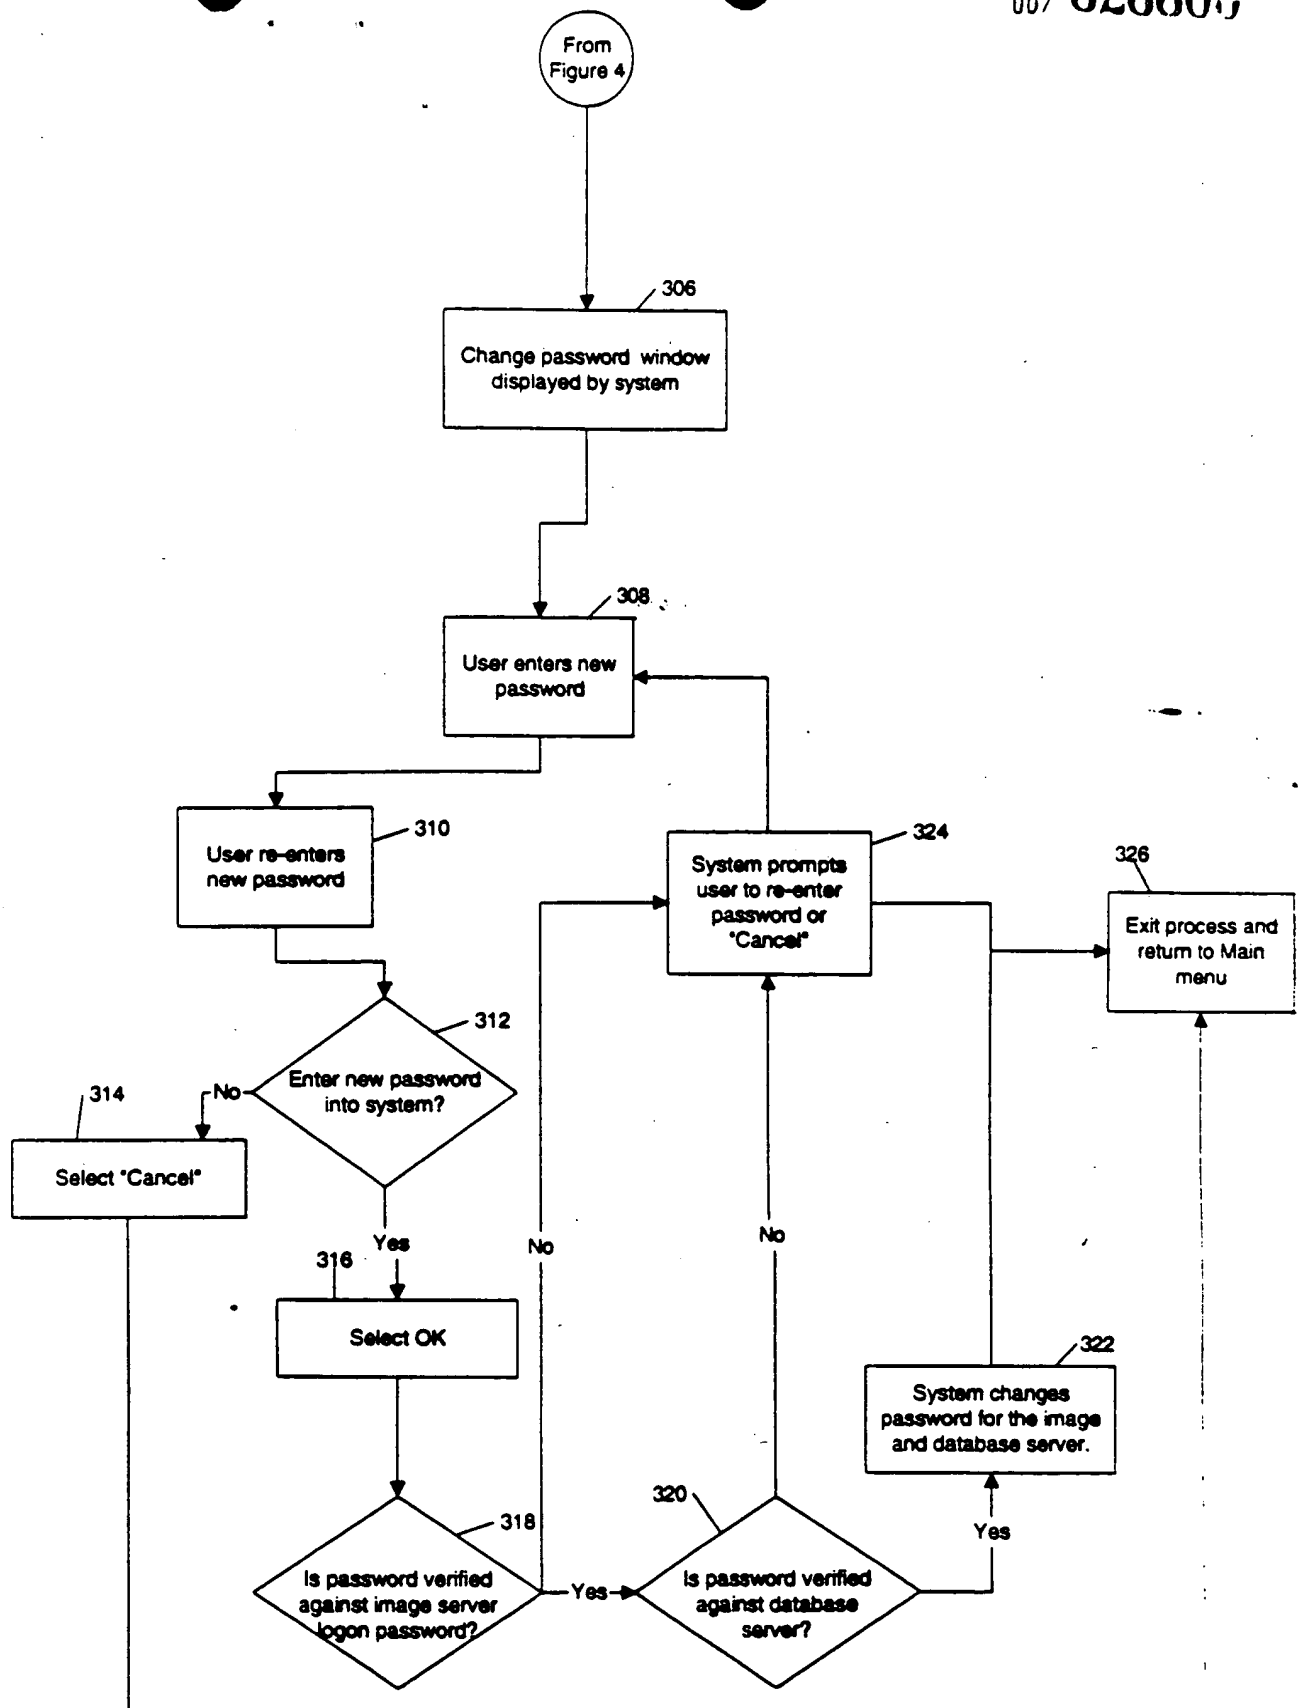 From
Figure 4
306
Change password window
displayed by system
308
User enters new
password
310
User re-enters
new password
324
System prompts
user to re-enter
password or
"Cancel"
326
Exit process and
return to Main
menu
312
Enter new password
into system?
No
314
Select "Cancel"
Yes
316
Select OK
No
No
322
System changes
password for the image
and database server.
318
Is password verified
against image server
logon password?
Yes
320
Is password verified
against database
server?
Yes